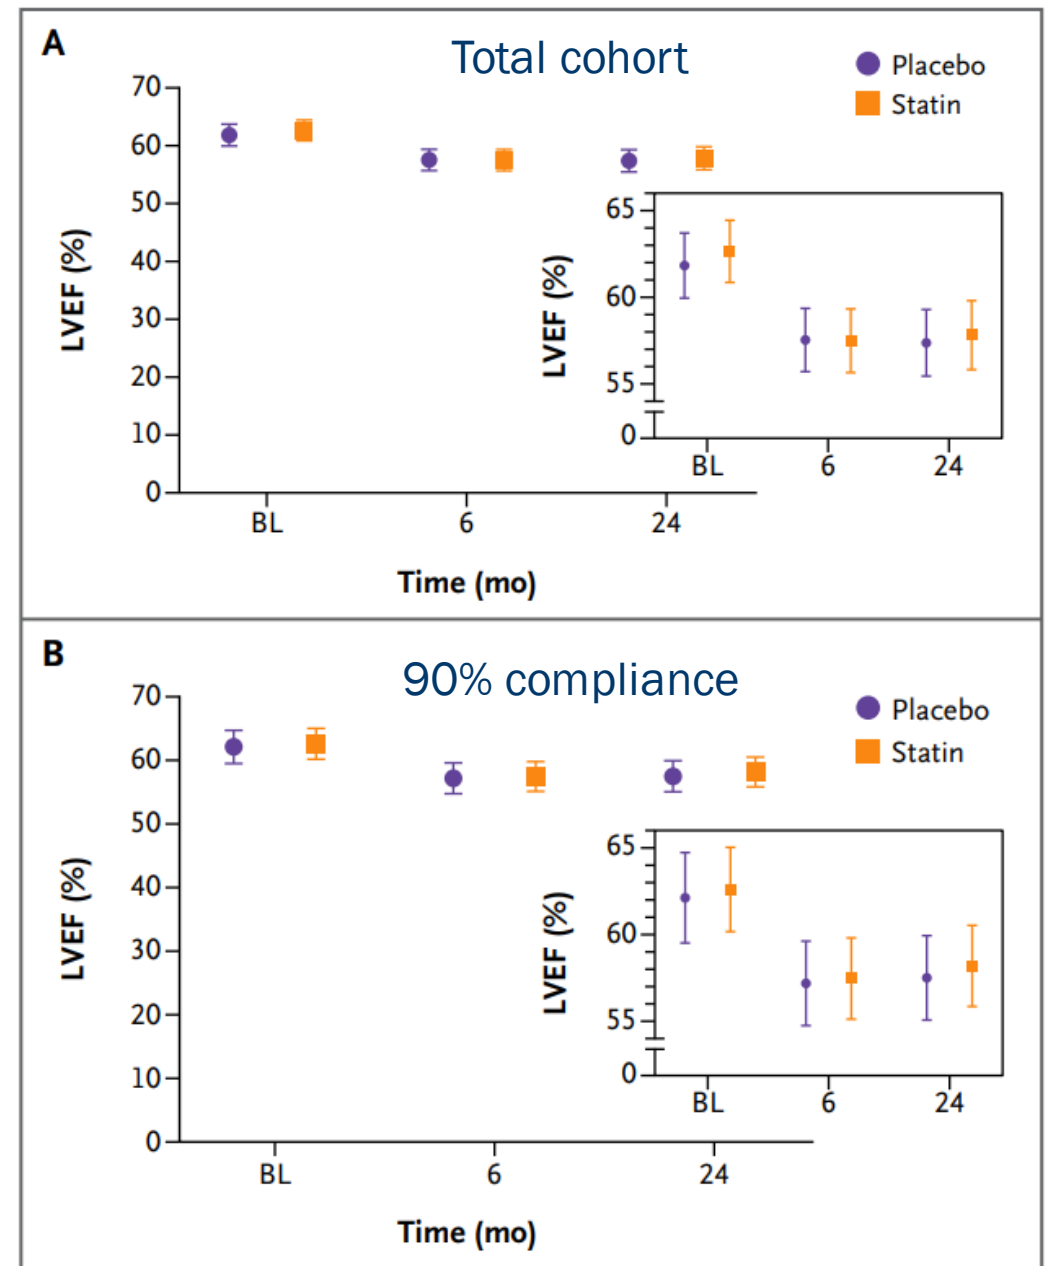 A
Total cohort
Placebo
Statin
LVEF (%)
70
60
50
40
30
20
10
0
BL 6 24
Time (mo)
LVEF (%)
65
60
55
0
BL 6 24
B
90% compliance
Placebo
Statin
LVEF (%)
70
60
50
40
30
20
10
0
BL 6 24
Time (mo)
LVEF (%)
65
60
55
0
BL 6 24